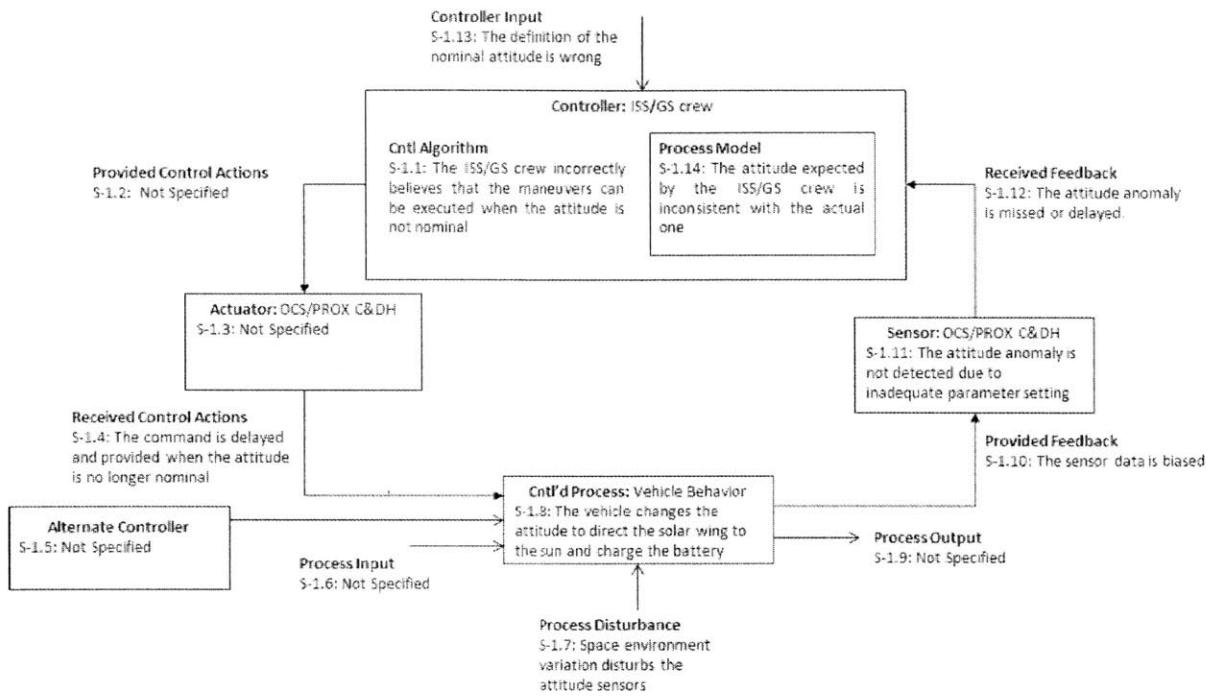 Controller Input
S-1.13: The definition of the
nominal attitude is wrong
Controller: ISS/GS crew
Cntl Algorithm
S-1.1: The ISS/GS crew incorrectly
believes that the maneuvers can
be executed when the attitude is
not nominal
Process Model
S-1.14: The attitude expected
by the ISS/GS crew is
inconsistent with the actual
one
Provided Control Actions
S-1.2: Not Specified
Received Feedback
S-1.12: The attitude anomaly
is missed or delayed.
Actuator: OCS/PROX C&DH
S-1.3: Not Specified
Sensor: OCS/PROX C&DH
S-1.11: The attitude anomaly is
not detected due to
inadequate parameter setting
Received Control Actions
S-1.4: The command is delayed
and provided when the attitude
is no longer nominal
Provided Feedback
S-1.10: The sensor data is biased
Cntl'd Process: Vehicle Behavior
S-1.8: The vehicle changes the
attitude to direct the solar wing to
the sun and charge the battery
Alternate Controller
S-1.5: Not Specified
Process Input
S-1.6: Not Specified
Process Output
S-1.9: Not Specified
Process Disturbance
S-1.7: Space environment
variation disturbs the
attitude sensors